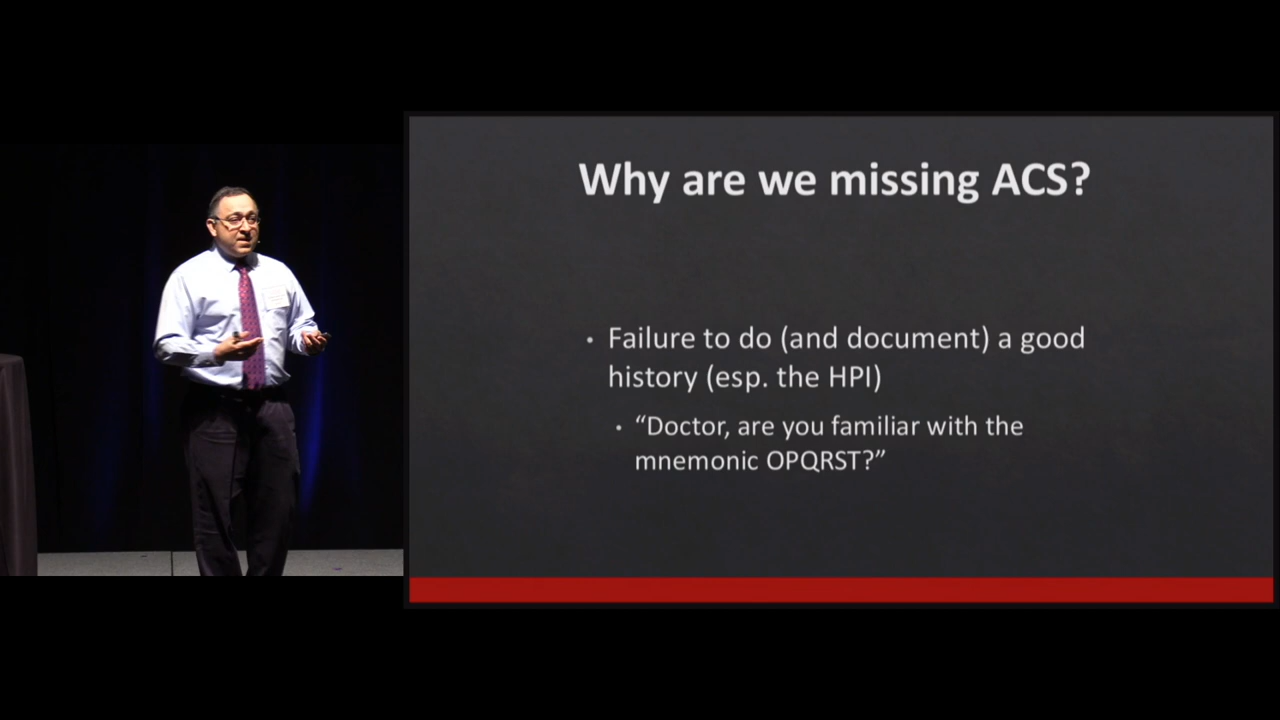 Why are we missing ACS?
• Failure to do (and document) a good
history (esp. the HPI)
• “Doctor, are you familiar with the
mnemonic OPQRST?”